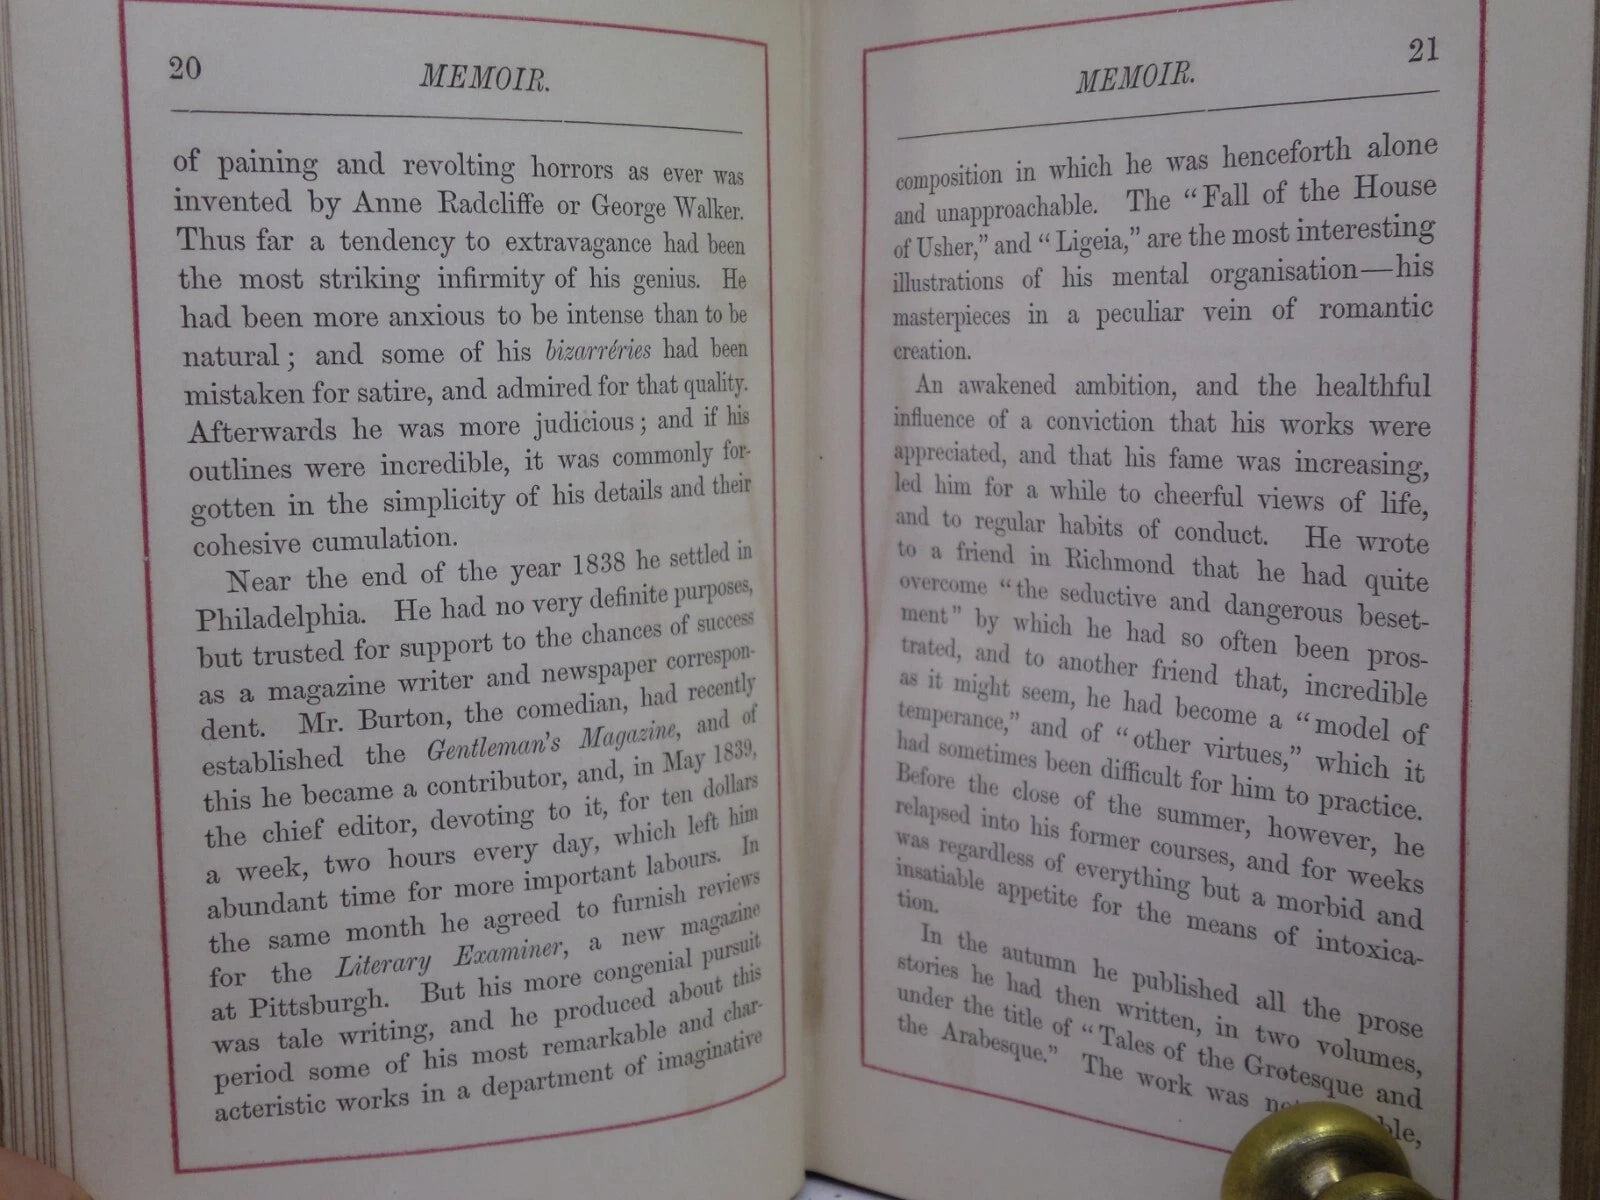 20
MEMOIR.
of paining and revolting horrors as ever was
invented by Anne Radcliffe or George Walker.
Thus far a tendency to extravagance had been
the most striking infirmity of his genius. He
had been more anxious to be intense than to be
natural ; and some of his bizarréries had been
mistaken for satire, and admired for that quality.
Afterwards he was more judicious ; and if his
outlines were incredible, it was commonly for-
gotten in the simplicity of his details and their
cohesive cumulation.
Near the end of the year 1838 he settled in
Philadelphia. He had no very definite purposes,
but trusted for support to the chances of success
as a magazine writer and newspaper correspon-
dent. Mr. Burton, the comedian, had recently
established the Gentleman's Magazine, and of
this he became a contributor, and, in May 1839,
the chief editor, devoting to it, for ten dollars
a week, two hours every day, which left him
abundant time for more important labours. In
the same month he agreed to furnish reviews
for the Literary Examiner, a new magazine
at Pittsburgh. But his more congenial pursuit
was tale writing, and he produced about this
period some of his most remarkable and char-
acteristic works in a department of imaginative
MEMOIR.
21
composition in which he was henceforth alone
and unapproachable. The "Fall of the House
of Usher," and "Ligeia," are the most interesting
illustrations of his mental organisation—his
masterpieces in a peculiar vein of romantic
creation.
An awakened ambition, and the healthful
influence of a conviction that his works were
appreciated, and that his fame was increasing,
led him for a while to cheerful views of life,
and to regular habits of conduct. He wrote
to a friend in Richmond that he had quite
overcome "the seductive and dangerous beset-
ment" by which he had so often been pros-
trated, and to another friend that, incredible
as it might seem, he had become a "model of
temperance," and of "other virtues," which it
had sometimes been difficult for him to practice.
Before the close of the summer, however, he
relapsed into his former courses, and for weeks
was regardless of everything but a morbid and
insatiable appetite for the means of intoxica-
tion.
In the autumn he published all the prose
stories he had then written, in two volumes,
under the title of "Tales of the Grotesque and
the Arabesque." The work was